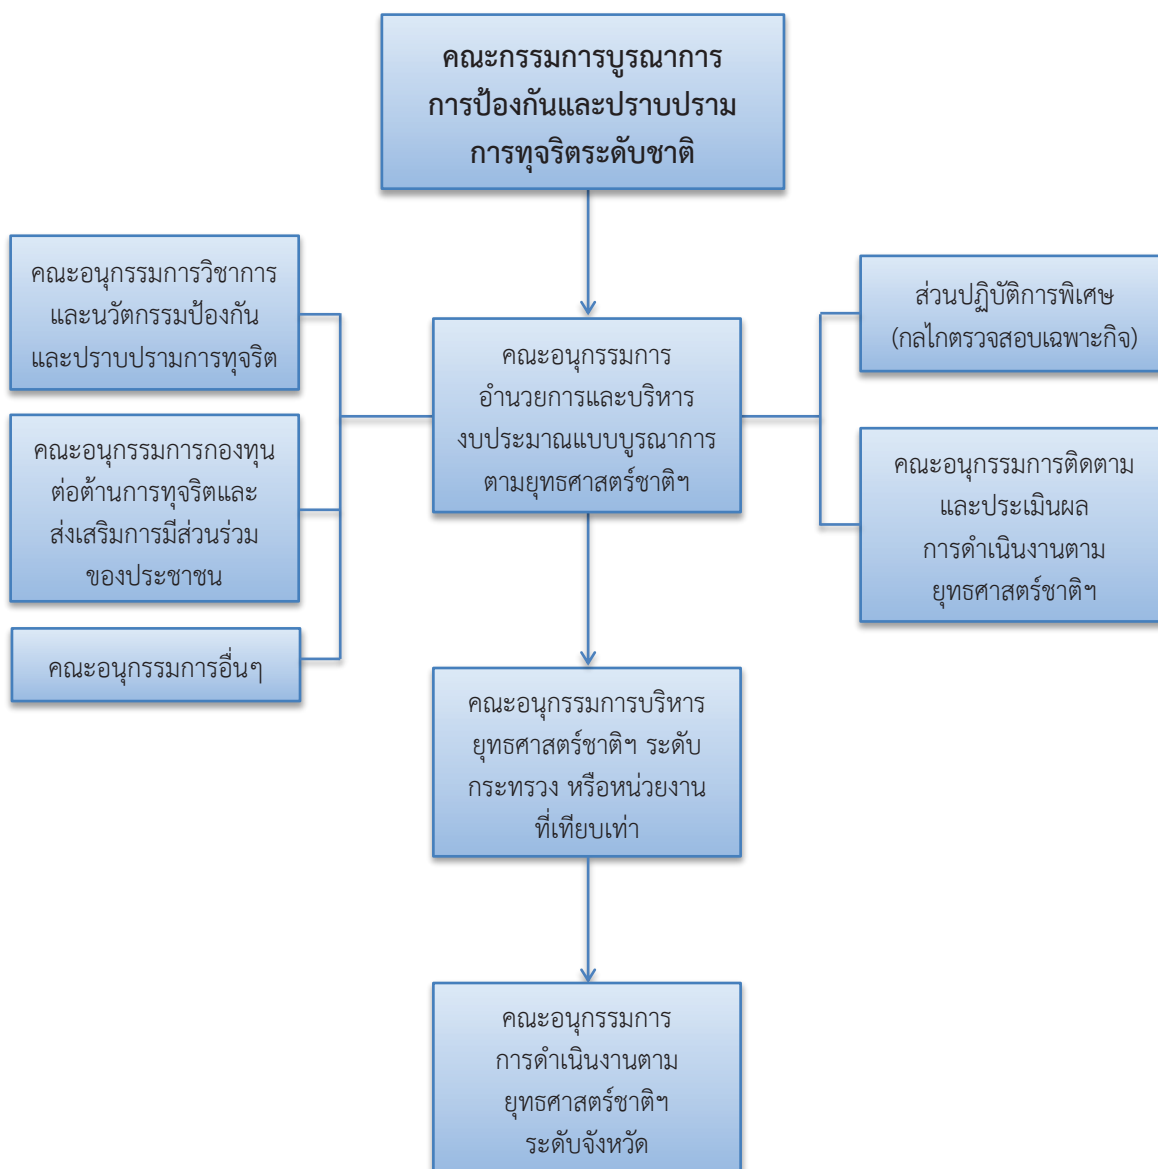 คณะกรรมการบูรณาการ
การป้องกันและปราบปราม
การทุจริตระดับชาติ
คณะอนุกรรมการวิชาการ
และนวัตกรรมป้องกัน
และปราบปรามการทุจริต
คณะอนุกรรมการกองทุน
ต่อต้านการทุจริตและ
ส่งเสริมการมีส่วนร่วม
ของประชาชน
คณะอนุกรรมการอื่นๆ
คณะอนุกรรมการ
อำนวยการและบริหาร
งบประมาณแบบบูรณาการ
ตามยุทธศาสตร์ชาติฯ
ส่วนปฏิบัติการพิเศษ
(กลไกตรวจสอบเฉพาะกิจ)
คณะอนุกรรมการติดตาม
และประเมินผล
การดำเนินงานตาม
ยุทธศาสตร์ชาติฯ
คณะอนุกรรมการบริหาร
ยุทธศาสตร์ชาติฯ ระดับ
กระทรวง หรือหน่วยงาน
ที่เทียบเท่า
คณะอนุกรรมการ
การดำเนินงานตาม
ยุทธศาสตร์ชาติฯ
ระดับจังหวัด